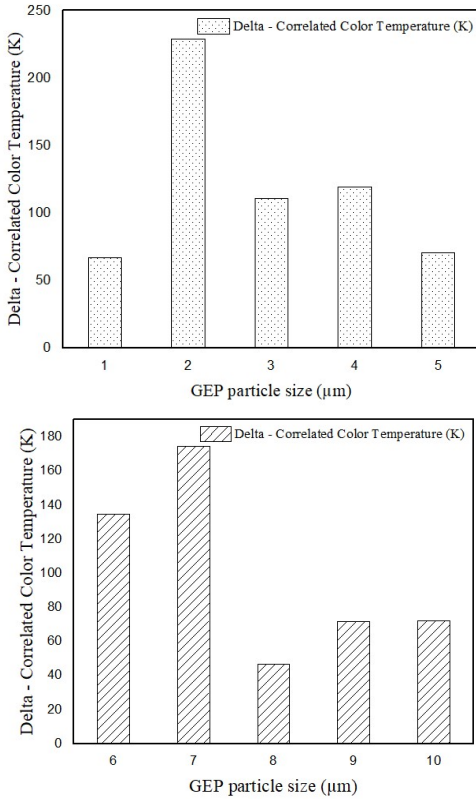 250
200
150
100
50
0
Delta - Correlated Color Temperature (K)
Delta - Correlated Color Temperature (K)
1 2 3 4 5
GEP particle size (µm)
180
160
140
120
100
80
60
40
20
0
Delta - Correlated Color Temperature (K)
Delta - Correlated Color Temperature (K)
6 7 8 9 10
GEP particle size (µm)